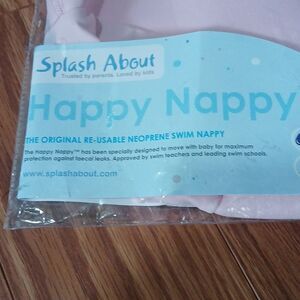 Splash About
Trusted by parents. Loved by kids
Happy Nappy
THE ORIGINAL RE-USABLE NEOPRENE SWIM NAPPY
The Happy Nappy™ has been specially designed to move with baby for maximum
protection against faecal leaks. Approved by swim teachers and leading swim schools.
www.splashabout.com